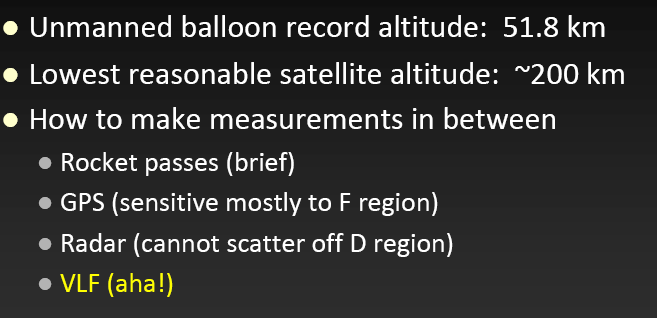 Unmanned balloon record altitude: 51.8 km
Lowest reasonable satellite altitude: ~200 km
How to make measurements in between
Rocket passes (brief)
GPS (sensitive mostly to F region)
Radar (cannot scatter off D region)
VLF (aha!)